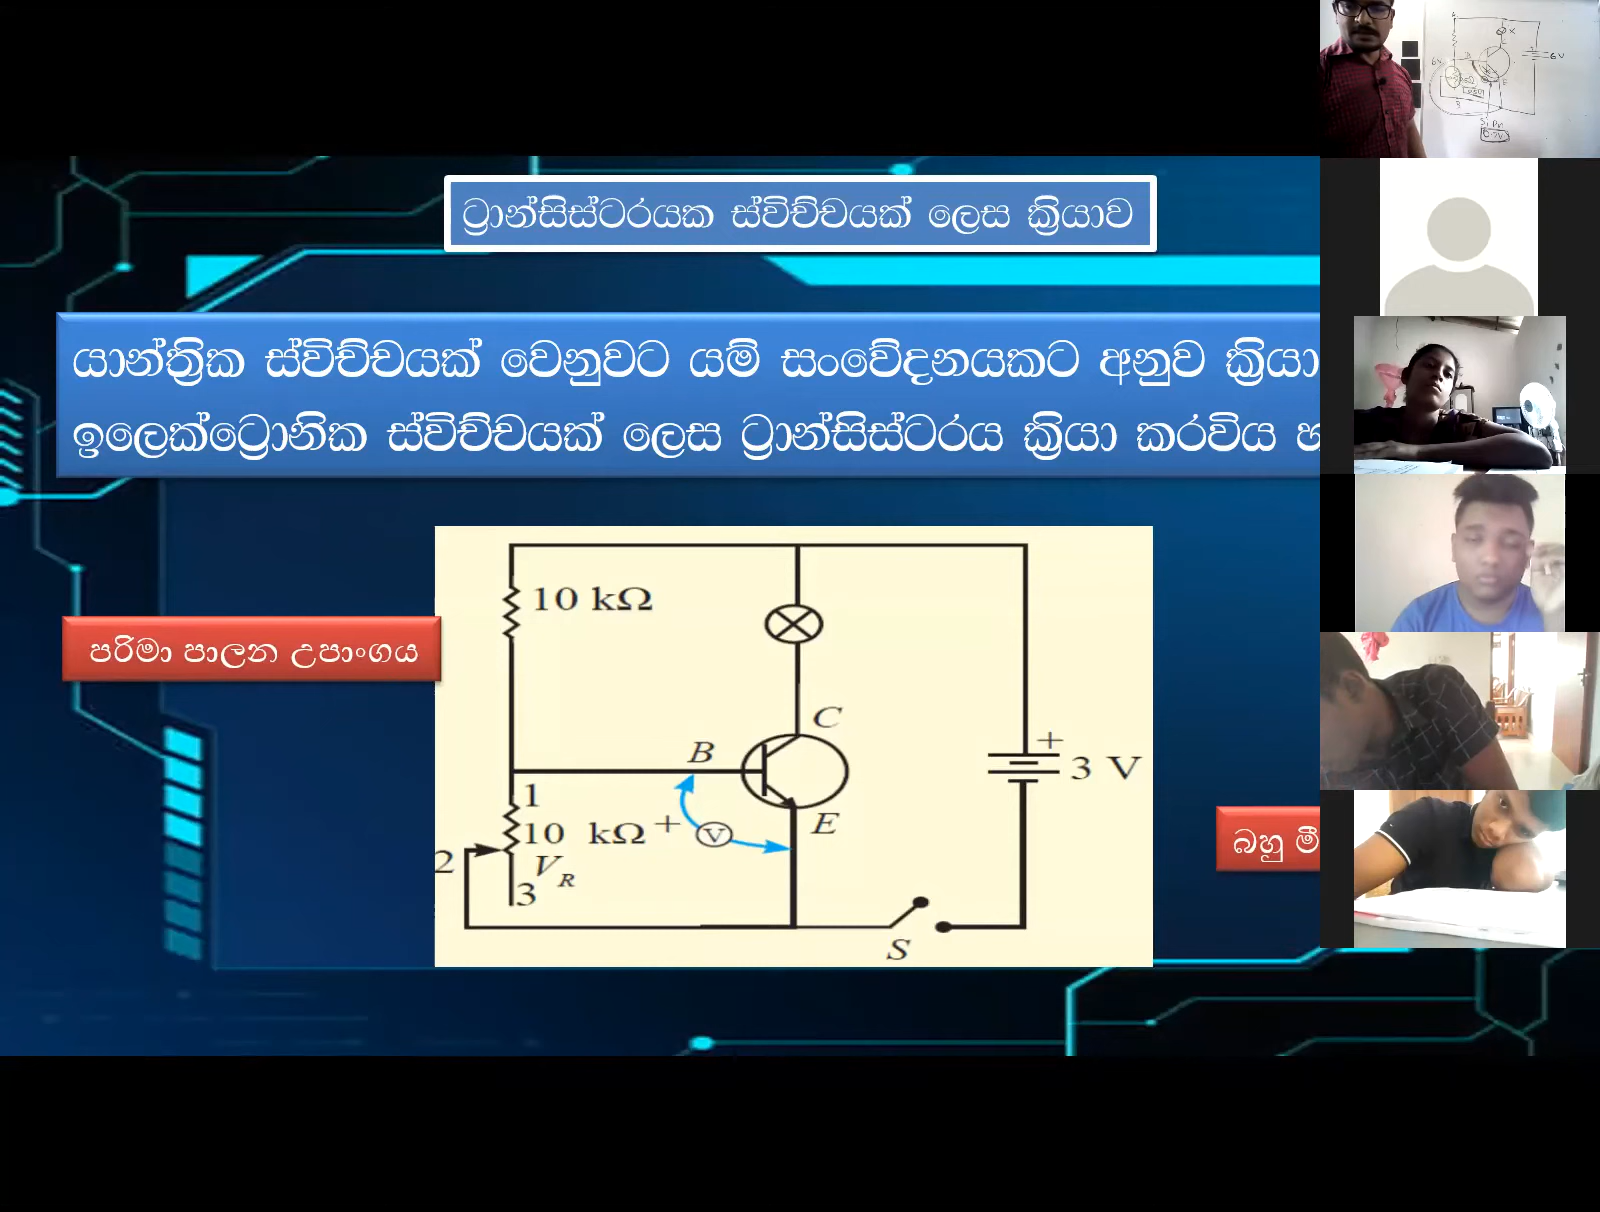 ට්‍රාන්සිස්ටරයක ස්විච්චයක් ලෙස ක්‍රියාව
යාන්ත්‍රික ස්විච්චයක් වෙනුවට යම් සංවේදනයකට අනුව ක්‍රියා
ඉලෙක්ට්‍රොනික ස්විච්චයක් ලෙස ට්‍රාන්සිස්ටරය ක්‍රියා කරවිය
පරිමා පාලන උපාංගය
10 kΩ
C
B
+
3 V
1
10 kΩ
+
V
E
2
V_R
3
S
බහු මී
6V